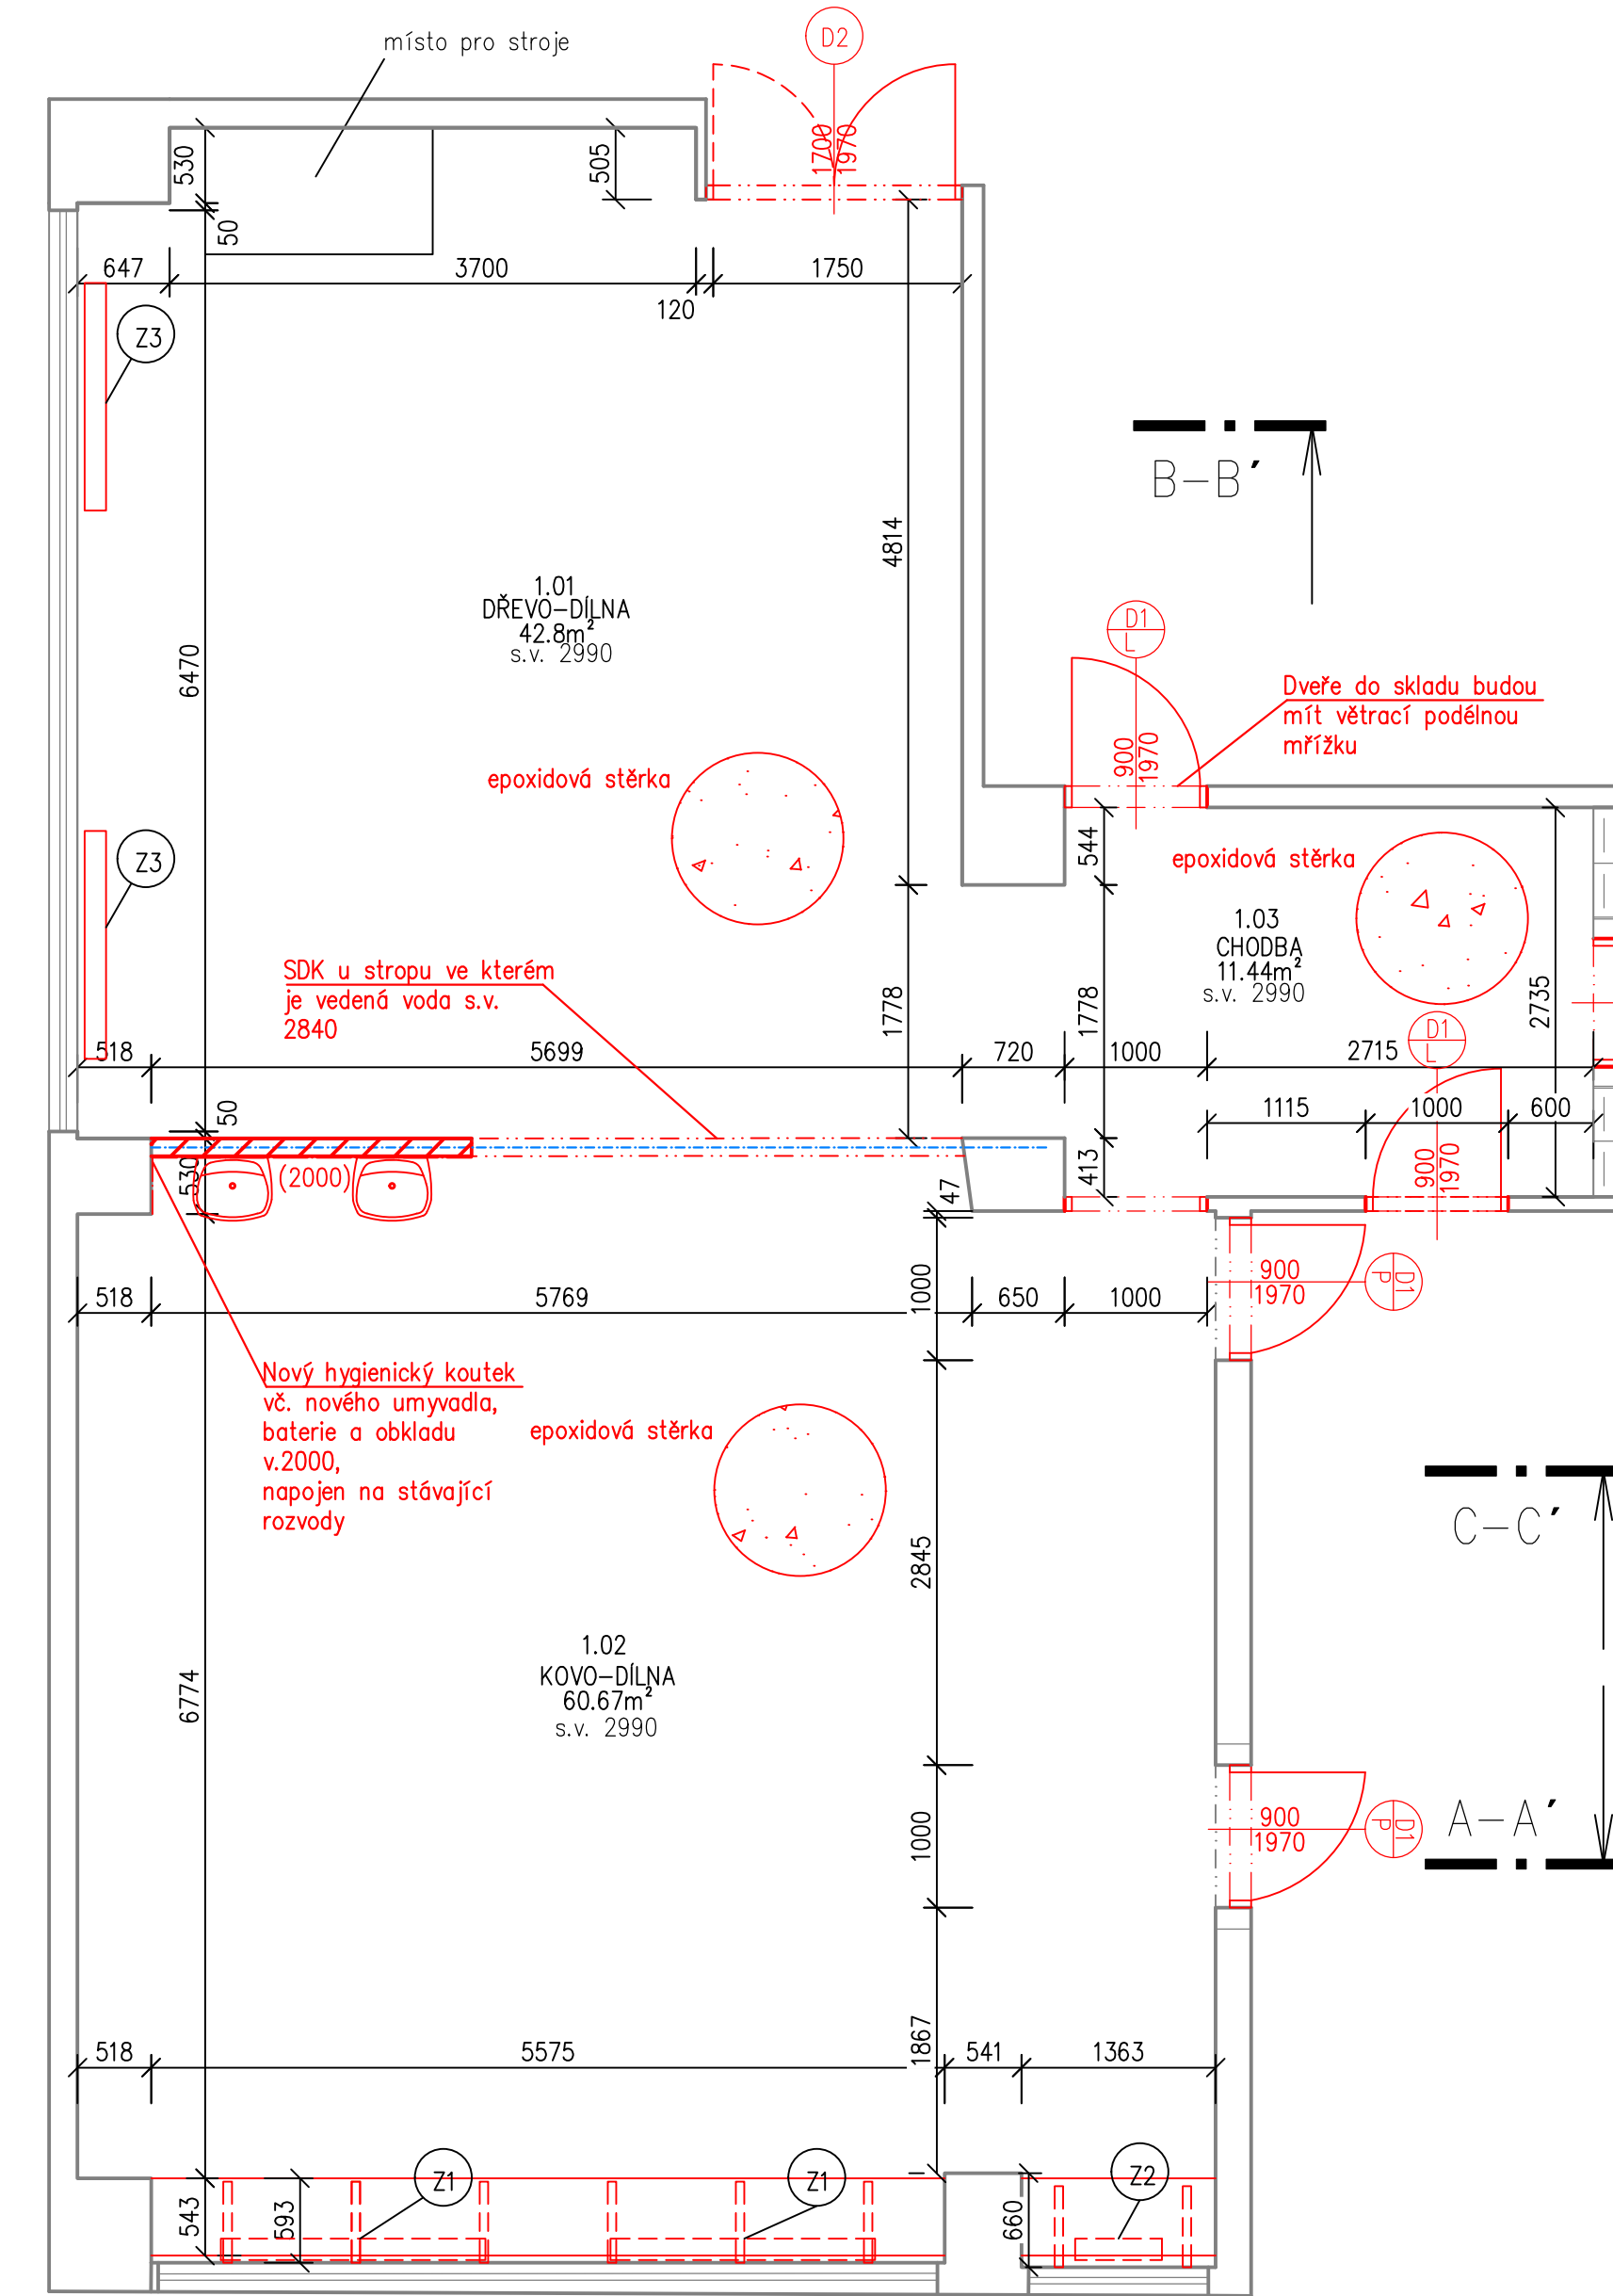 místo pro stroje
D2
1700
1970
530
505
50
647
3700
1750
120
Z3
B-B'
4814
1.01
DŘEVO-DÍLNA
42.8m²
s.v. 2990
6470
D1
L
Dveře do skladu budou
mít větrací podélnou
mřížku
900
1970
epoxidová stěrka
544
epoxidová stěrka
Z3
1.03
CHODBA
11.44m²
s.v. 2990
SDK u stropu ve kterém
je vedená voda s.v.
2840
1778
1778
2735
D1
L
518
5699
720
1000
2715
50
1115
1000
600
530
(2000)
413
900
1970
47
518
5769
1000
650
1000
900
1970
D1
P
Nový hygienický koutek
vč. nového umyvadla,
baterie a obkladu
v.2000,
napojen na stávající
rozvody
epoxidová stěrka
C-C'
2845
1.02
KOVO-DÍLNA
60.67m²
s.v. 2990
6774
1000
900
1970
D1
P
A-A'
518
5575
1867
541
1363
Z1
Z1
Z2
543
593
660